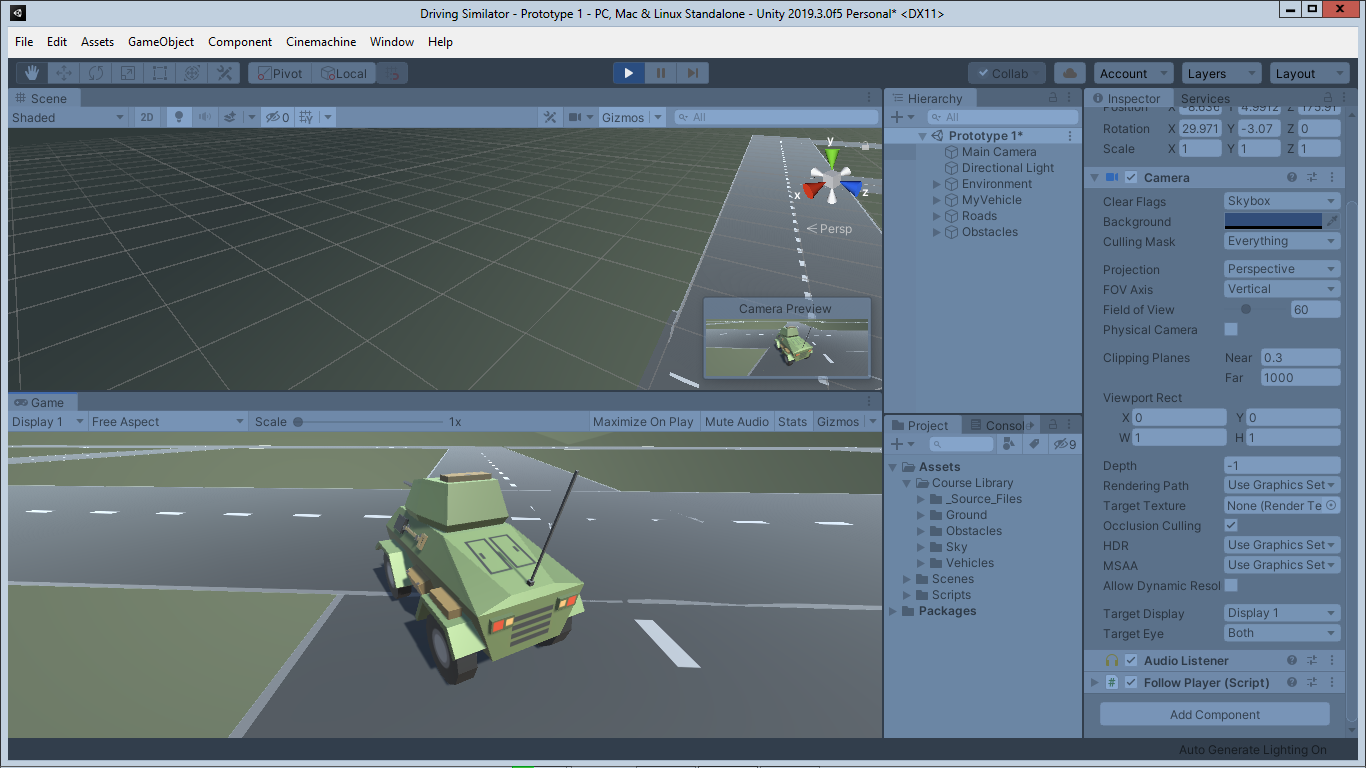 Driving Similator - Prototype 1 - PC, Mac & Linux Standalone - Unity 2019.3.0f5 Personal* <DX11>
File Edit Assets GameObject Component Cinemachine Window Help
Pivot Local Collab Account Layers Layout
Scene
Shaded 2D 0 Gizmos All
y
x z
Persp
Camera Preview
Game
Display 1 Free Aspect Scale 1x Maximize On Play Mute Audio Stats Gizmos
Hierarchy
All
Prototype 1*
Main Camera
Directional Light
Environment
MyVehicle
Roads
Obstacles
Project Consol
9
Assets
Course Library
_Source_Files
Ground
Obstacles
Sky
Vehicles
Scenes
Scripts
Packages
Inspector Services
Position X -8.636 Y 4.9912 Z 175.91
Rotation X 29.971 Y -3.07 Z 0
Scale X 1 Y 1 Z 1
Camera
Clear Flags Skybox
Background
Culling Mask Everything
Projection Perspective
FOV Axis Vertical
Field of View 60
Physical Camera
Clipping Planes Near 0.3
Far 1000
Viewport Rect
X 0 Y 0
W 1 H 1
Depth -1
Rendering Path Use Graphics Set
Target Texture None (Render Te
Occlusion Culling
HDR Use Graphics Set
MSAA Use Graphics Set
Allow Dynamic Resol
Target Display Display 1
Target Eye Both
Audio Listener
# Follow Player (Script)
Add Component
Auto Generate Lighting On